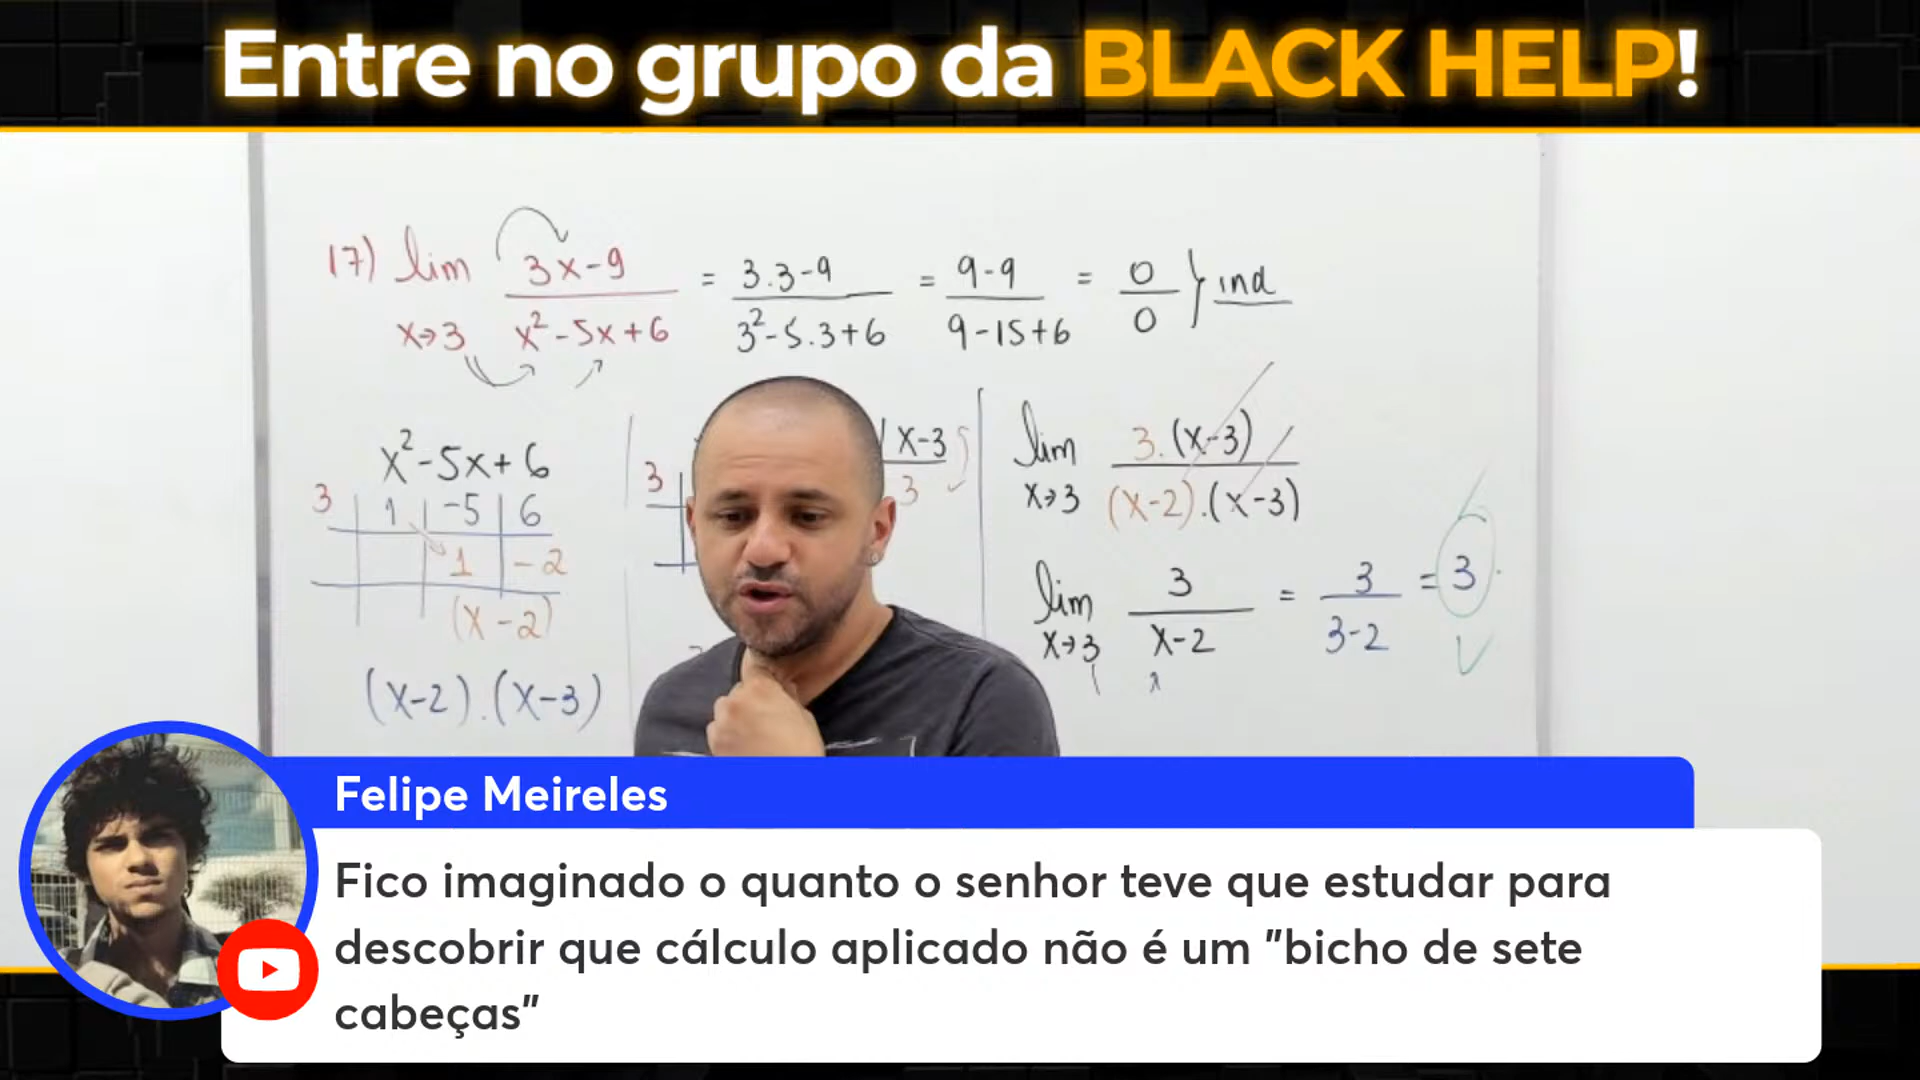 Entre no grupo da BLACK HELP!
17) lim 3x-9 = 3.3-9 = 9-9 = 0 } ind
x→3 x²-5x+6 3²-5.3+6 9-15+6 0
x²-5x+6
3 | 1 | -5 | 6
1 | -2
(x-2)
(x-2).(x-3)
3
x-3
3
lim 3.(x-3)
x→3 (x-2).(x-3)
lim 3 = 3 = 3
x→3 x-2 3-2
Felipe Meireles
Fico imaginado o quanto o senhor teve que estudar para
descobrir que cálculo aplicado não é um "bicho de sete
cabeças"